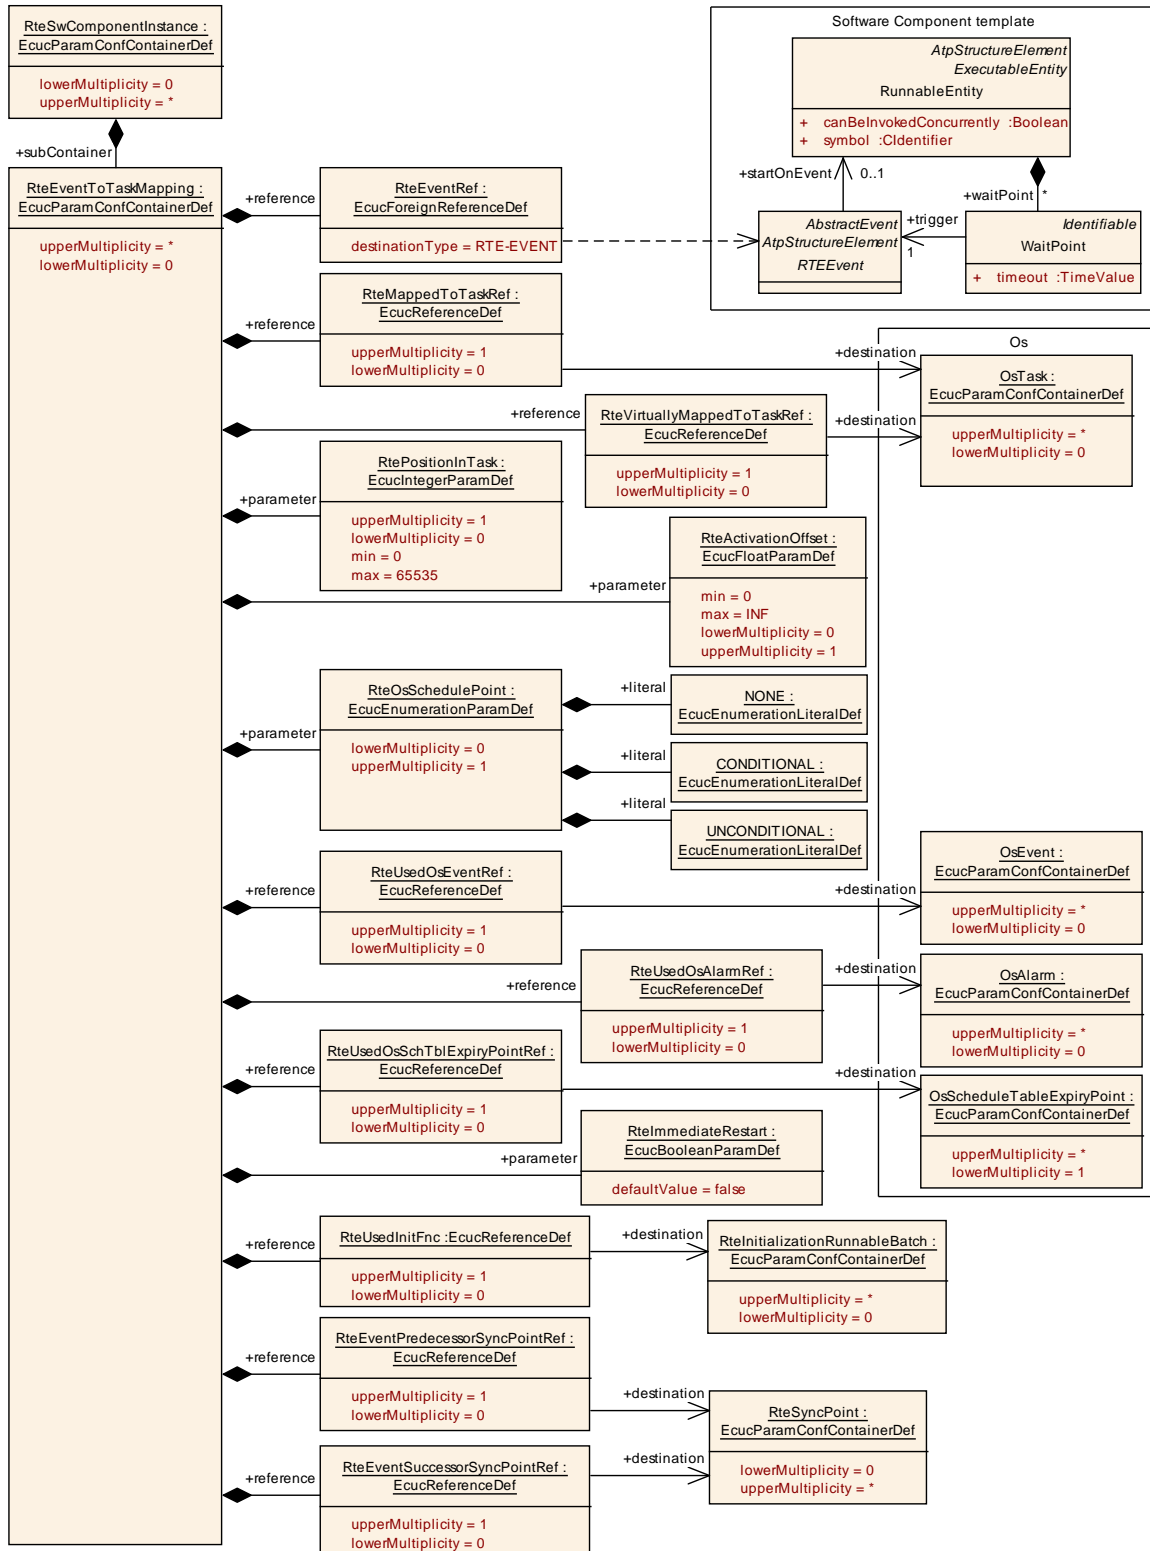 RteSwComponentInstance :
EcucParamConfContainerDef
lowerMultiplicity = 0
upperMultiplicity = *
+subContainer
RteEventToTaskMapping :
EcucParamConfContainerDef
upperMultiplicity = *
lowerMultiplicity = 0
Software Component template
AtpStructureElement
ExecutableEntity
RunnableEntity
+ canBeInvokedConcurrently :Boolean
+ symbol :CIdentifier
+startOnEvent
0..1
+waitPoint
*
AbstractEvent
AtpStructureElement
RTEEvent
+trigger
1
Identifiable
WaitPoint
+ timeout :TimeValue
+reference
RteEventRef :
EcucForeignReferenceDef
destinationType = RTE-EVENT
+reference
RteMappedToTaskRef :
EcucReferenceDef
upperMultiplicity = 1
lowerMultiplicity = 0
+destination
Os
OsTask :
EcucParamConfContainerDef
upperMultiplicity = *
lowerMultiplicity = 0
+reference
RteVirtuallyMappedToTaskRef :
EcucReferenceDef
upperMultiplicity = 1
lowerMultiplicity = 0
+destination
+parameter
RtePositionInTask :
EcucIntegerParamDef
upperMultiplicity = 1
lowerMultiplicity = 0
min = 0
max = 65535
+parameter
RteActivationOffset :
EcucFloatParamDef
min = 0
max = INF
lowerMultiplicity = 0
upperMultiplicity = 1
+parameter
RteOsSchedulePoint :
EcucEnumerationParamDef
lowerMultiplicity = 0
upperMultiplicity = 1
+literal
NONE :
EcucEnumerationLiteralDef
+literal
CONDITIONAL :
EcucEnumerationLiteralDef
+literal
UNCONDITIONAL :
EcucEnumerationLiteralDef
+reference
RteUsedOsEventRef :
EcucReferenceDef
upperMultiplicity = 1
lowerMultiplicity = 0
+destination
OsEvent :
EcucParamConfContainerDef
upperMultiplicity = *
lowerMultiplicity = 0
+reference
RteUsedOsAlarmRef :
EcucReferenceDef
upperMultiplicity = 1
lowerMultiplicity = 0
+destination
OsAlarm :
EcucParamConfContainerDef
upperMultiplicity = *
lowerMultiplicity = 0
+reference
RteUsedOsSchTblExpiryPointRef :
EcucReferenceDef
upperMultiplicity = 1
lowerMultiplicity = 0
+destination
OsScheduleTableExpiryPoint :
EcucParamConfContainerDef
upperMultiplicity = *
lowerMultiplicity = 1
+parameter
RteImmediateRestart :
EcucBooleanParamDef
defaultValue = false
+reference
RteUsedInitFnc :EcucReferenceDef
upperMultiplicity = 1
lowerMultiplicity = 0
+destination
RteInitializationRunnableBatch :
EcucParamConfContainerDef
upperMultiplicity = *
lowerMultiplicity = 0
+reference
RteEventPredecessorSyncPointRef :
EcucReferenceDef
upperMultiplicity = 1
lowerMultiplicity = 0
+destination
RteSyncPoint :
EcucParamConfContainerDef
lowerMultiplicity = 0
upperMultiplicity = *
+reference
RteEventSuccessorSyncPointRef :
EcucReferenceDef
upperMultiplicity = 1
lowerMultiplicity = 0
+destination